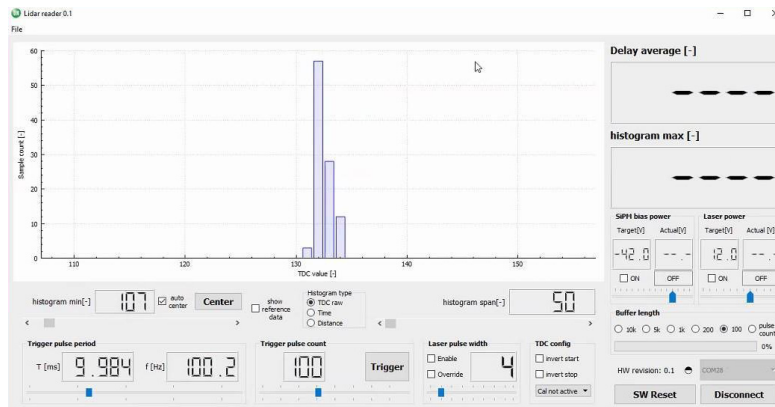 Lidar reader 0.1
File
Delay average [-]
----
histogram max [-]
----
60
50
40
30
20
10
0
Sample count [-]
110 120 130 140 150
TDC value [-]
SiPM bias power
Target[V] Actual[V]
-42.0 --.-
ON OFF
Laser power
Target[V] Actual [V]
12.0 --.
ON OFF
histogram min[-] 107 auto center Center
show reference data
Histogram type
TDC raw
Time
Distance
histogram span[-] 50
Buffer length
10k 5k 1k 200 100 pulse count
0%
Trigger pulse period
T [ms] 9.984 f [Hz] 100.2
Trigger pulse count
100 Trigger
Laser pulse width
Enable
Override
4
TDC config
invert start
invert stop
Cal not active
HW revision: 0.1 COM28
SW Reset Disconnect